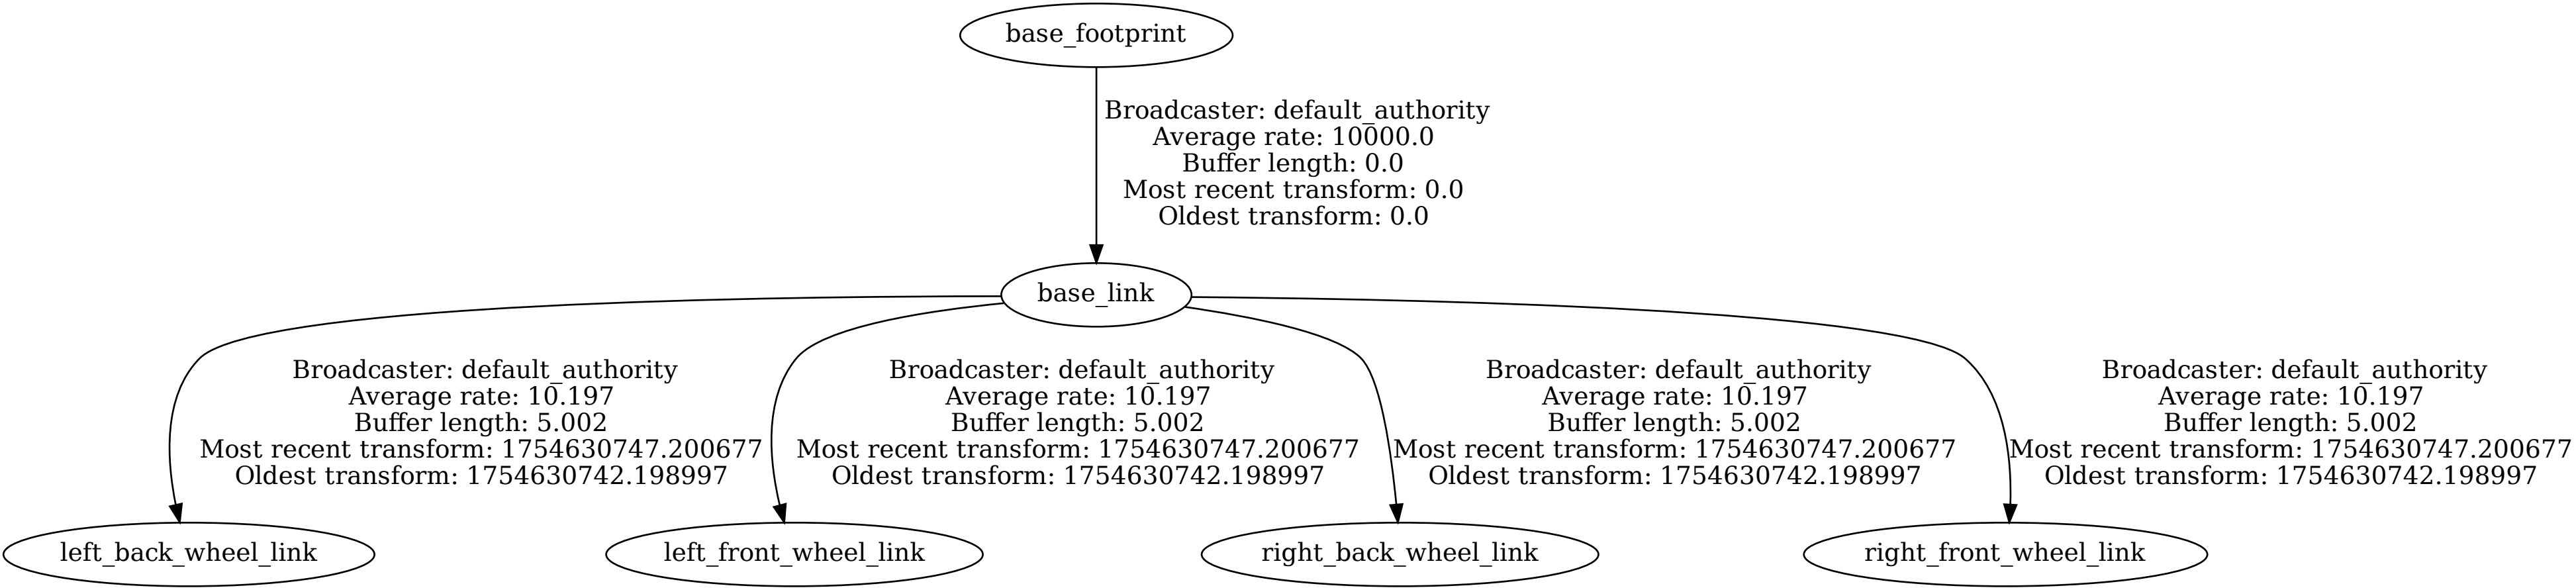 base_footprint
Broadcaster: default_authority
Average rate: 10000.0
Buffer length: 0.0
Most recent transform: 0.0
Oldest transform: 0.0
base_link
Broadcaster: default_authority
Average rate: 10.197
Buffer length: 5.002
Most recent transform: 1754630747.200677
Oldest transform: 1754630742.198997
Broadcaster: default_authority
Average rate: 10.197
Buffer length: 5.002
Most recent transform: 1754630747.200677
Oldest transform: 1754630742.198997
Broadcaster: default_authority
Average rate: 10.197
Buffer length: 5.002
Most recent transform: 1754630747.200677
Oldest transform: 1754630742.198997
Broadcaster: default_authority
Average rate: 10.197
Buffer length: 5.002
Most recent transform: 1754630747.200677
Oldest transform: 1754630742.198997
left_back_wheel_link
left_front_wheel_link
right_back_wheel_link
right_front_wheel_link